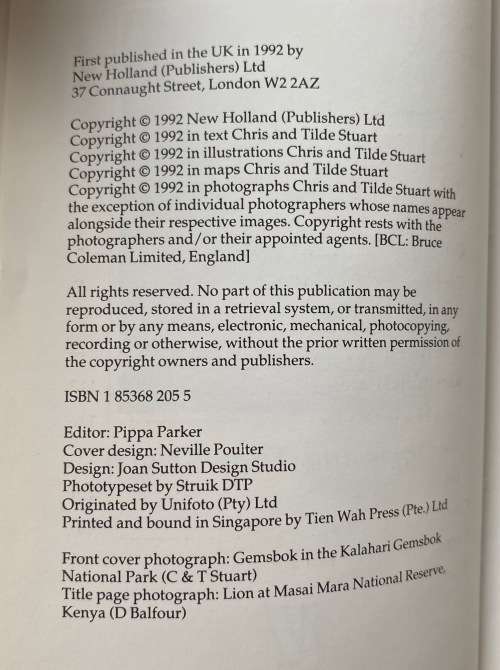 First published in the UK in 1992 by
New Holland (Publishers) Ltd
37 Connaught Street, London W2 2AZ
Copyright © 1992 New Holland (Publishers) Ltd
Copyright © 1992 in text Chris and Tilde Stuart
Copyright © 1992 in illustrations Chris and Tilde Stuart
Copyright © 1992 in maps Chris and Tilde Stuart
Copyright © 1992 in photographs Chris and Tilde Stuart with
the exception of individual photographers whose names appear
alongside their respective images. Copyright rests with the
photographers and/or their appointed agents. [BCL: Bruce
Coleman Limited, England]
All rights reserved. No part of this publication may be
reproduced, stored in a retrieval system, or transmitted, in any
form or by any means, electronic, mechanical, photocopying,
recording or otherwise, without the prior written permission of
the copyright owners and publishers.
ISBN 1 85368 205 5
Editor: Pippa Parker
Cover design: Neville Poulter
Design: Joan Sutton Design Studio
Phototypeset by Struik DTP
Originated by Unifoto (Pty) Ltd
Printed and bound in Singapore by Tien Wah Press (Pte.) Ltd
Front cover photograph: Gemsbok in the Kalahari Gemsbok
National Park (C & T Stuart)
Title page photograph: Lion at Masai Mara National Reserve,
Kenya (D Balfour)